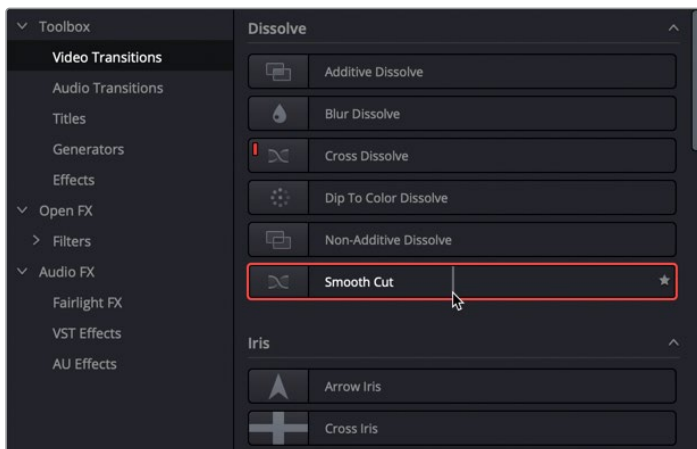 Toolbox
Video Transitions
Audio Transitions
Titles
Generators
Effects
Open FX
Filters
Audio FX
Fairlight FX
VST Effects
AU Effects
Dissolve
Additive Dissolve
Blur Dissolve
Cross Dissolve
Dip To Color Dissolve
Non-Additive Dissolve
Smooth Cut
Iris
Arrow Iris
Cross Iris